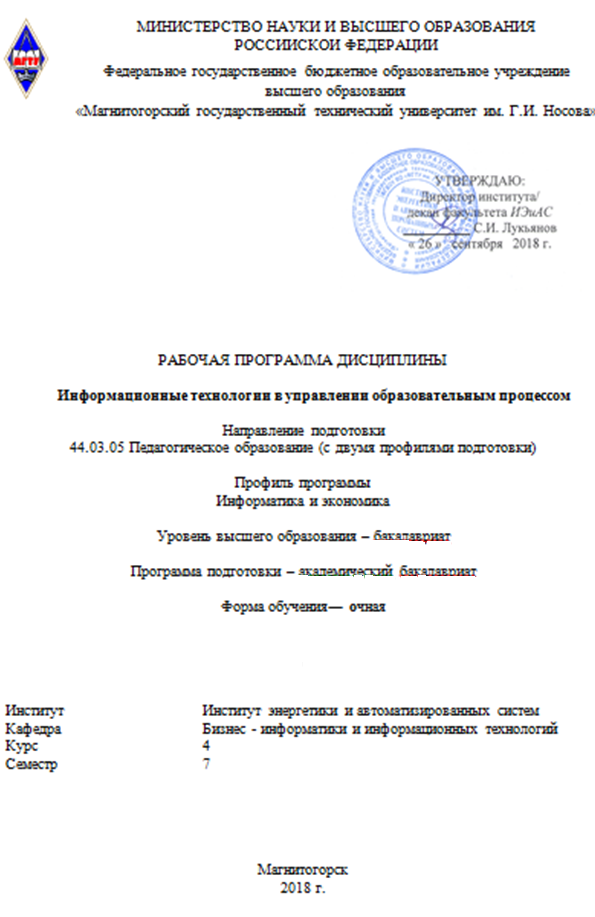 МИНИСТЕРСТВО НАУКИ И ВЫСШЕГО ОБРАЗОВАНИЯ
РОССИЙСКОЙ ФЕДЕРАЦИИ
Федеральное государственное бюджетное образовательное учреждение
высшего образования
«Магнитогорский государственный технический университет им. Г.И. Носова»
МГТУ
УТВЕРЖДАЮ:
Директор института/
декан факультета ИЭиАС
С.И. Лукьянов
« 26 » сентября 2018 г.
РАБОЧАЯ ПРОГРАММА ДИСЦИПЛИНЫ
Информационные технологии в управлении образовательным процессом
Направление подготовки
44.03.05 Педагогическое образование (с двумя профилями подготовки)
Профиль программы
Информатика и экономика
Уровень высшего образования – бакалавриат
Программа подготовки – академический бакалавриат
Форма обучения — очная
Институт Институт энергетики и автоматизированных систем
Кафедра Бизнес - информатики и информационных технологий
Курс 4
Семестр 7
Магнитогорск
2018 г.